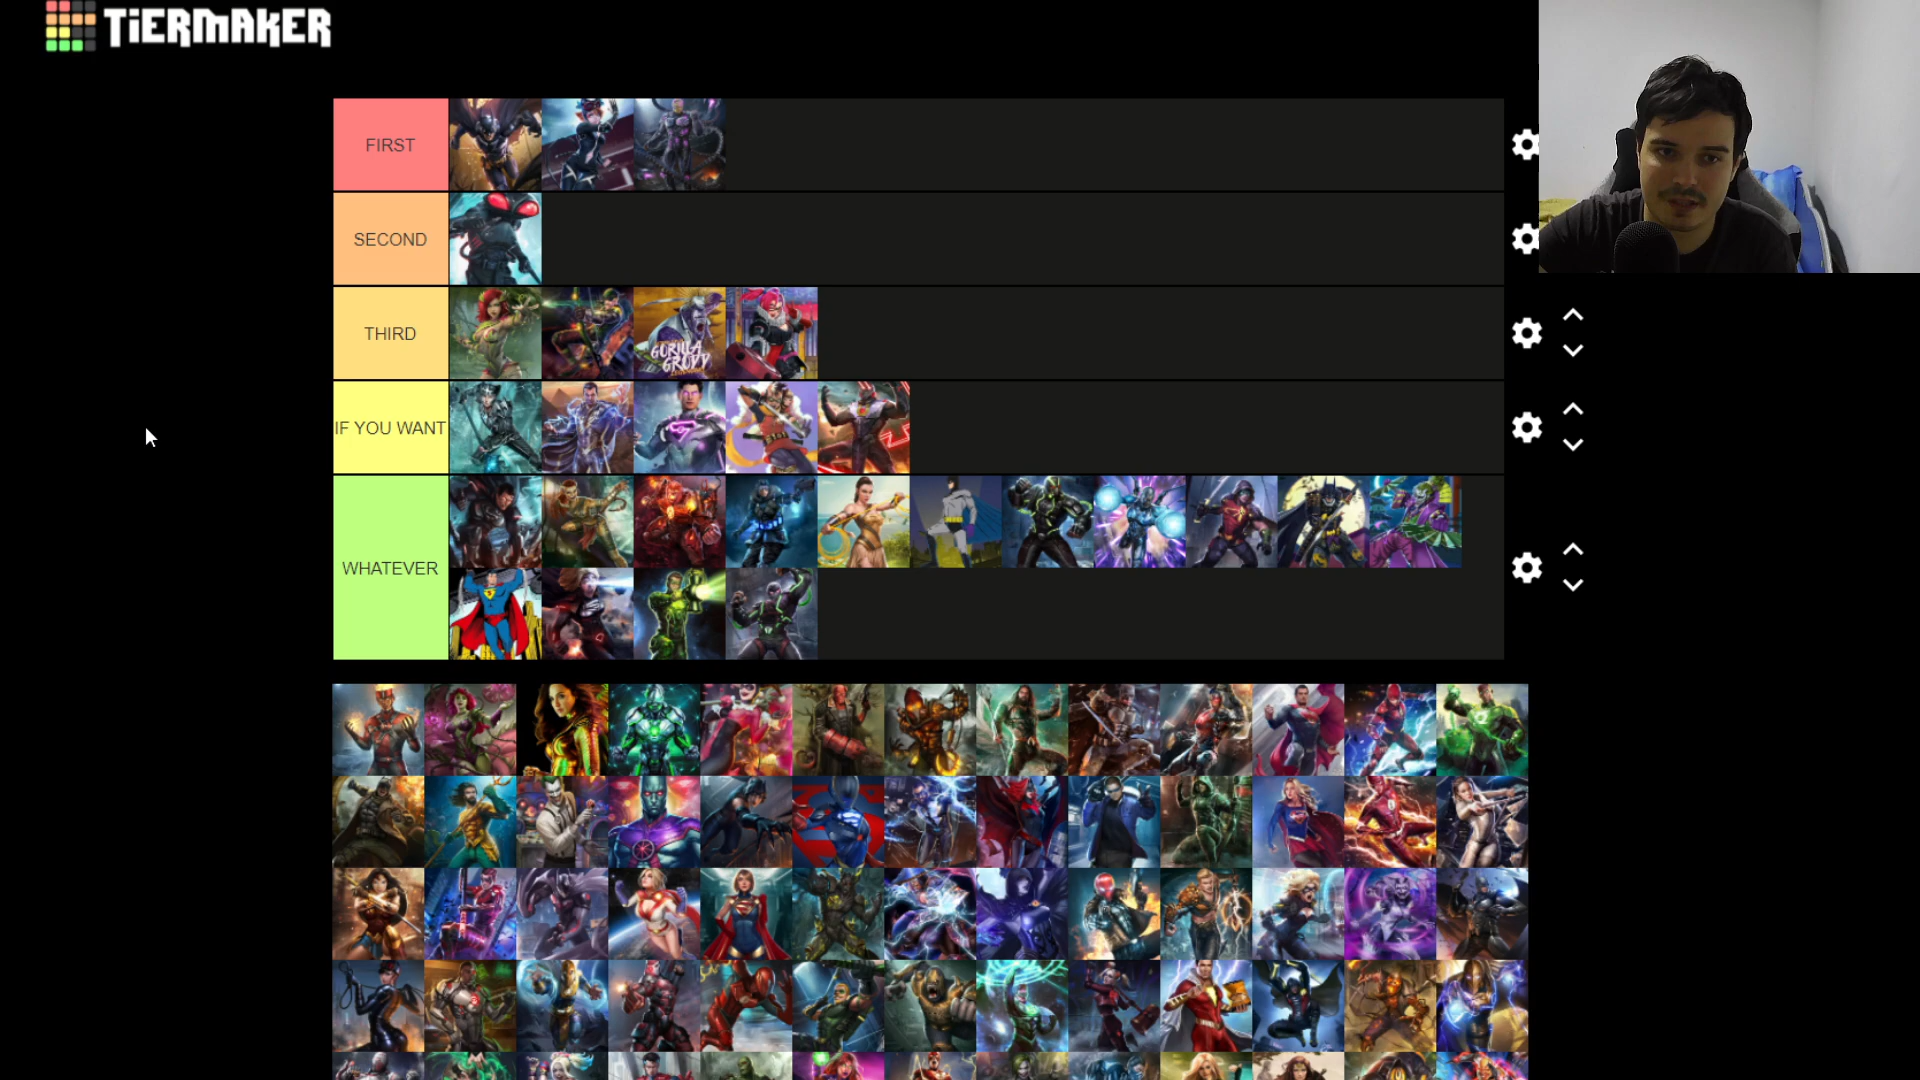 TiERMAKER
FIRST
SECOND
THIRD
GORILLA
GRODD
IF YOU WANT
WHATEVER